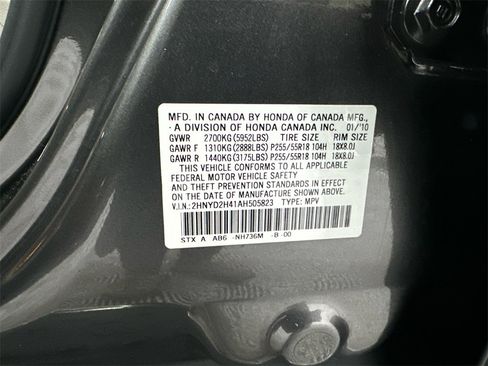 MFD. IN CANADA BY HONDA OF CANADA MFG.,
- A DIVISION OF HONDA CANADA INC. 01/'10
GVWR 2700KG (5952LBS) TIRE SIZE RIM SIZE
GAWR F 1310KG (2888LBS) P255/55R18 104H 18X8.0J
GAWR R 1440KG (3175LBS) P255/55R18 104H 18X8.0J
THIS VEHICLE CONFORMS TO ALL APPLICABLE
FEDERAL MOTOR VEHICLE SAFETY
AND THEFT PREVENTION STANDARDS IN EFFECT
ON THE DATE OF MANUFACTURE SHOWN ABOVE.
V.I.N.: 2HNYD2H41AH505823 TYPE: MPV
STX A AB6 -NH736M -B -00